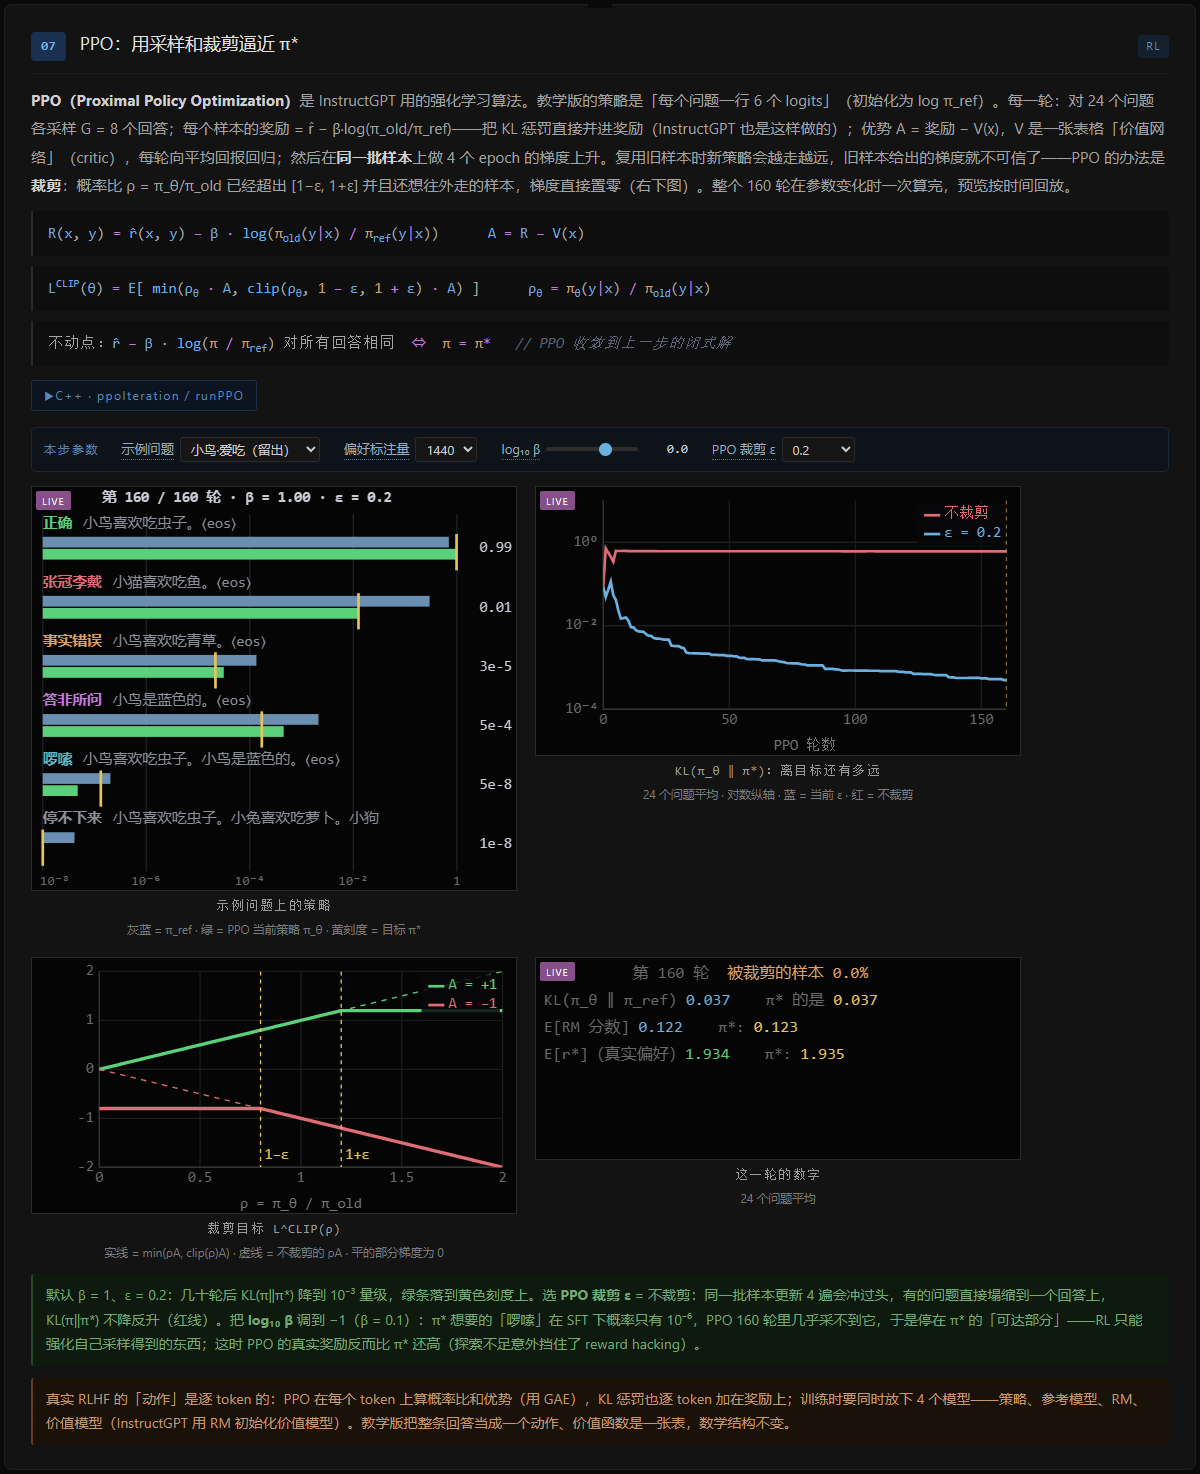 07 PPO：用采样和裁剪逼近 π* RL
PPO（Proximal Policy Optimization）是 InstructGPT 用的强化学习算法。教学版的策略是「每个问题一行 6 个 logits」（初始化为 log π_ref）。每一轮：对 24 个问题
各采样 G = 8 个回答；每个样本的奖励 = r̂ − β·log(π_old/π_ref)——把 KL 惩罚直接并进奖励（InstructGPT 也是这样做的）；优势 A = 奖励 − V(x)，V 是一张表格「价值网
络」（critic），每轮向平均回报回归；然后在同一批样本上做 4 个 epoch 的梯度上升。复用旧样本时新策略会越走越远，旧样本给出的梯度就不可信了——PPO 的办法是
裁剪：概率比 ρ = π_θ/π_old 已经超出 [1−ε, 1+ε] 并且还想往外走的样本，梯度直接置零（右下图）。整个 160 轮在参数变化时一次算完，预览按时间回放。
R(x, y) = r̂(x, y) − β · log(πold(y|x) / πref(y|x)) A = R − V(x)
LCLIP(θ) = E[ min(ρθ · A, clip(ρθ, 1 − ε, 1 + ε) · A) ] ρθ = πθ(y|x) / πold(y|x)
不动点：r̂ − β · log(π / πref) 对所有回答相同 ⇔ π = π* // PPO 收敛到上一步的闭式解
▶C++ · ppoIteration / runPPO
本步参数 示例问题 小鸟·爱吃（留出） 偏好标注量 1440 log₁₀ β 0.0 PPO 裁剪 ε 0.2
LIVE 第 160 / 160 轮 · β = 1.00 · ε = 0.2
正确 小鸟喜欢吃虫子。⟨eos⟩
0.99
张冠李戴 小猫喜欢吃鱼。⟨eos⟩
0.01
事实错误 小鸟喜欢吃青草。⟨eos⟩
3e-5
答非所问 小鸟是蓝色的。⟨eos⟩
5e-4
啰嗦 小鸟喜欢吃虫子。小鸟是蓝色的。⟨eos⟩
5e-8
停不下来 小鸟喜欢吃虫子。小兔喜欢吃萝卜。小狗
1e-8
10⁻⁸ 10⁻⁶ 10⁻⁴ 10⁻² 1
示例问题上的策略
灰蓝 = π_ref · 绿 = PPO 当前策略 π_θ · 黄刻度 = 目标 π*
LIVE
不裁剪
ε = 0.2
10⁰
10⁻²
10⁻⁴
0 50 100 150
PPO 轮数
KL(π_θ ‖ π*)：离目标还有多远
24 个问题平均 · 对数纵轴 · 蓝 = 当前 ε · 红 = 不裁剪
2
1
0
-1
-2
A = +1
A = −1
1−ε 1+ε
0 0.5 1 1.5 2
ρ = π_θ / π_old
裁剪目标 L^CLIP(ρ)
实线 = min(ρA, clip(ρ)A) · 虚线 = 不裁剪的 ρA · 平的部分梯度为 0
LIVE 第 160 轮 被裁剪的样本 0.0%
KL(π_θ ‖ π_ref) 0.037 π* 的是 0.037
E[RM 分数] 0.122 π*: 0.123
E[r*]（真实偏好）1.934 π*: 1.935
这一轮的数字
24 个问题平均
默认 β = 1、ε = 0.2：几十轮后 KL(π‖π*) 降到 10⁻³ 量级，绿条落到黄色刻度上。选 PPO 裁剪 ε = 不裁剪：同一批样本更新 4 遍会冲过头，有的问题直接塌缩到一个回答上，
KL(π‖π*) 不降反升（红线）。把 log₁₀ β 调到 −1（β = 0.1）：π* 想要的「啰嗦」在 SFT 下概率只有 10⁻⁶，PPO 160 轮里几乎采不到它，于是停在 π* 的「可达部分」——RL 只能
强化自己采样得到的东西；这时 PPO 的真实奖励反而比 π* 还高（探索不足意外挡住了 reward hacking）。
真实 RLHF 的「动作」是逐 token 的：PPO 在每个 token 上算概率比和优势（用 GAE），KL 惩罚也逐 token 加在奖励上；训练时要同时放下 4 个模型——策略、参考模型、RM、
价值模型（InstructGPT 用 RM 初始化价值模型）。教学版把整条回答当成一个动作、价值函数是一张表，数学结构不变。